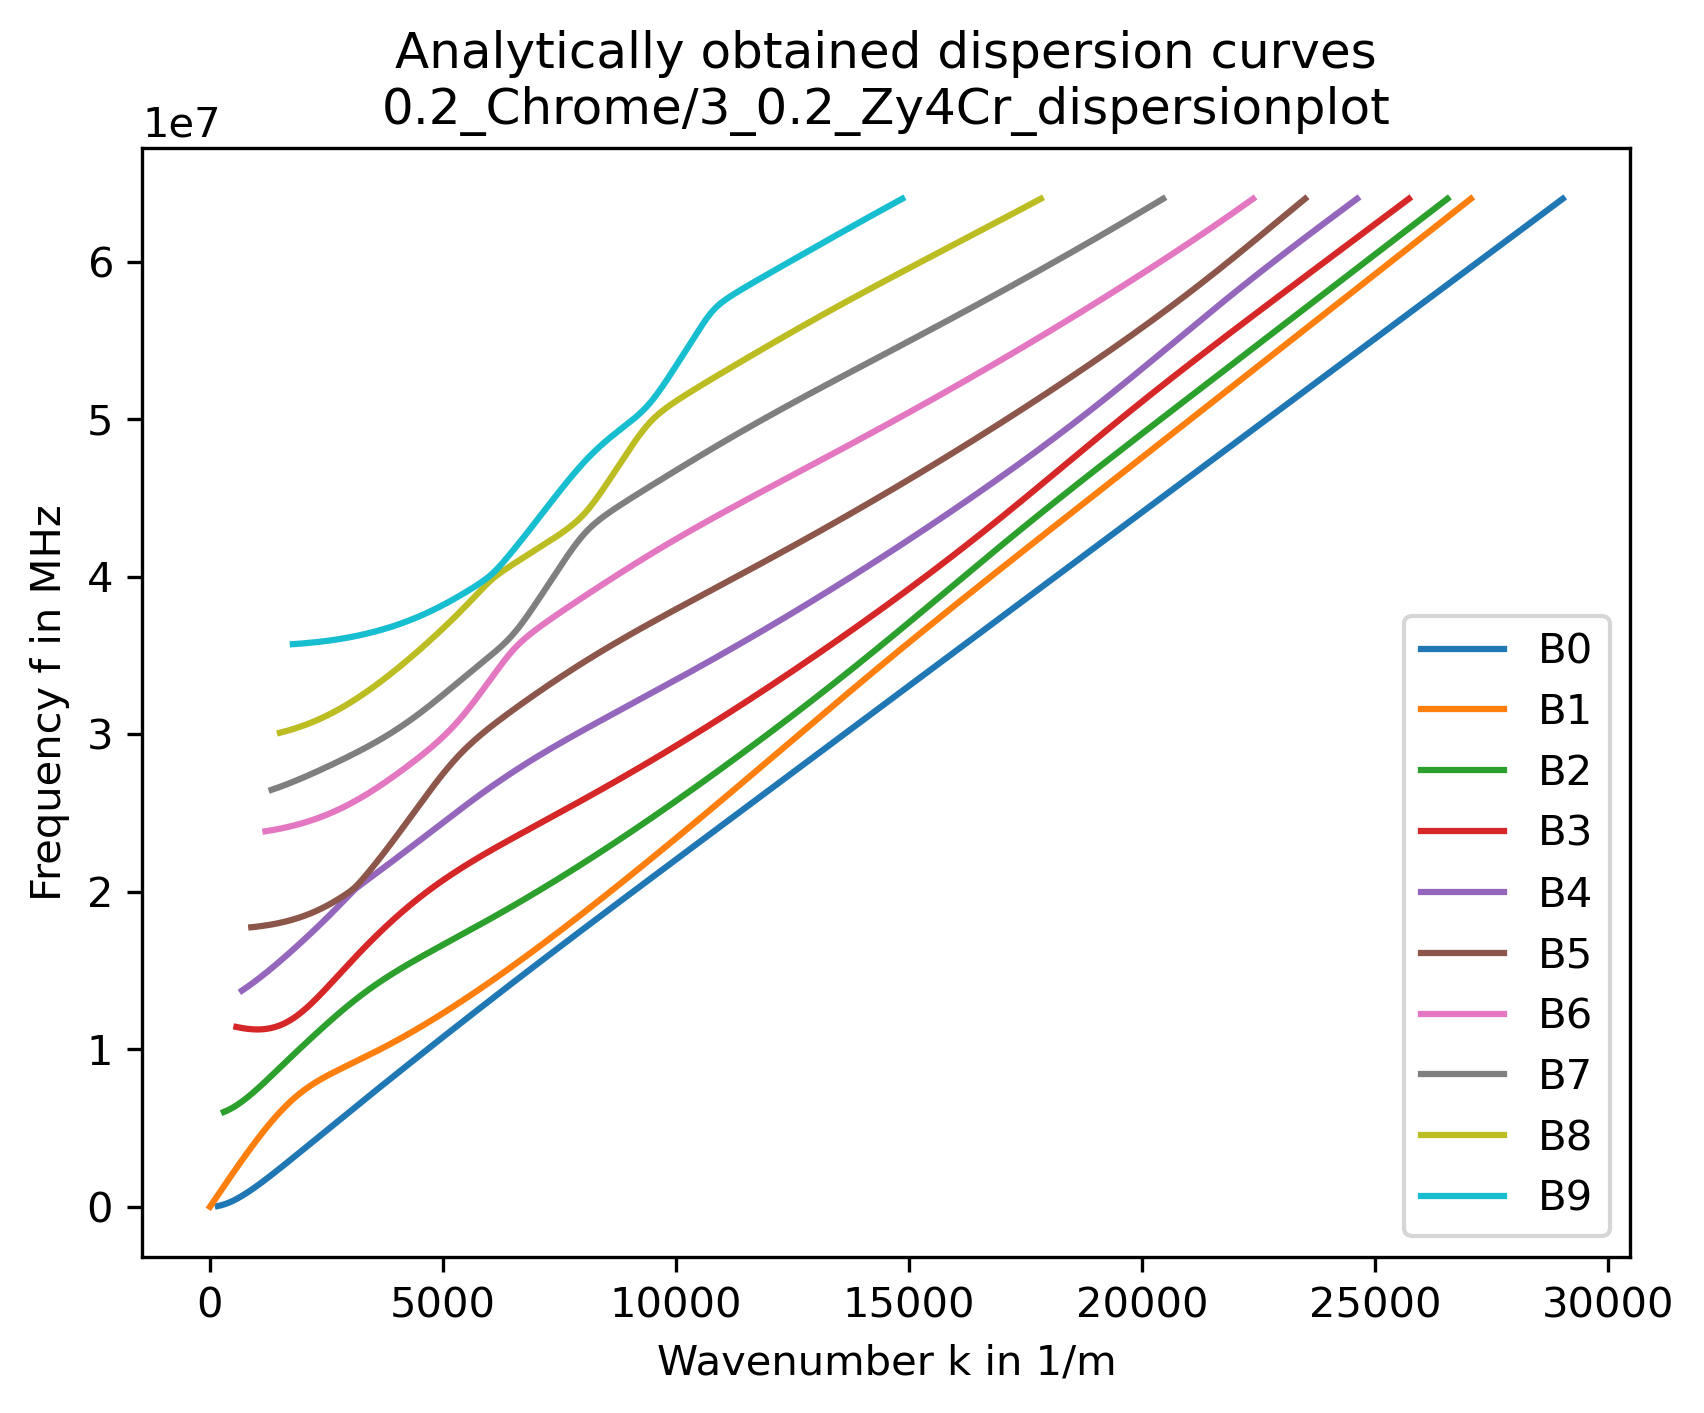 Analytically obtained dispersion curves
0.2_Chrome/3_0.2_Zy4Cr_dispersionplot
1e7
6
5
4
3
2
1
0
Frequency f in MHz
0 5000 10000 15000 20000 25000 30000
Wavenumber k in 1/m
B0
B1
B2
B3
B4
B5
B6
B7
B8
B9